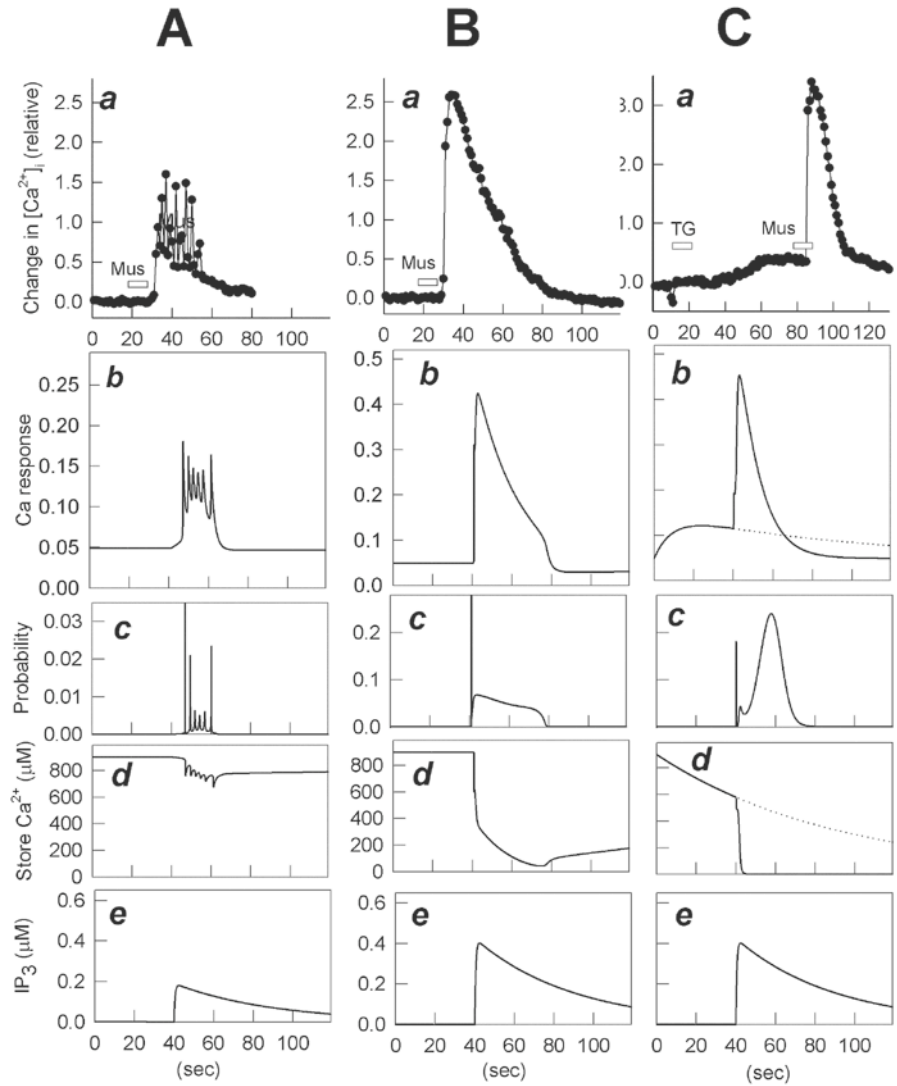 A B C
a a a
Change in [Ca2+]i (relative)
2.5
2.0
1.5
1.0
0.5
0.0
Mus
0 20 40 60 80 100
2.5
2.0
1.5
1.0
0.5
0.0
Mus
0 20 40 60 80 100 120
3.0
2.0
1.0
0.0
TG Mus
0 20 40 60 80 100 120
b b b
Ca response
0.25
0.20
0.15
0.10
0.05
0.00
0.5
0.4
0.3
0.2
0.1
0.0
c c c
Probability
0.03
0.02
0.01
0.00
0.2
0.1
0.0
d d d
Store Ca2+ (μM)
800
600
400
200
0
800
600
400
200
0
e e e
IP3 (μM)
0.6
0.4
0.2
0.0
0.6
0.4
0.2
0.0
0 20 40 60 80 100
0 20 40 60 80 100
0 20 40 60 80 100
(sec) (sec) (sec)